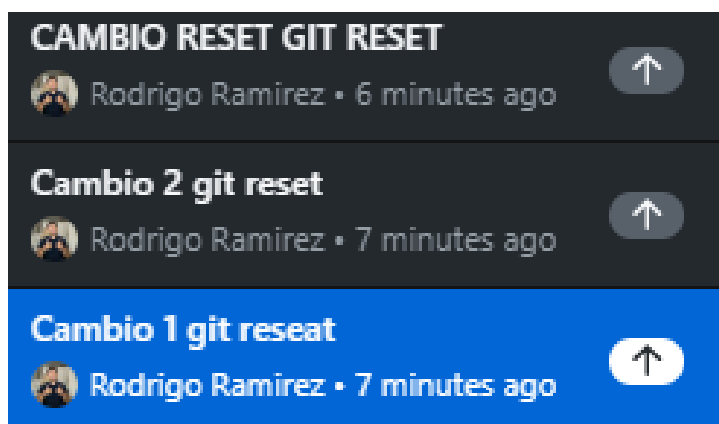 CAMBIO RESET GIT RESET
Rodrigo Ramirez • 6 minutes ago
Cambio 2 git reset
Rodrigo Ramirez • 7 minutes ago
Cambio 1 git reseat
Rodrigo Ramirez • 7 minutes ago